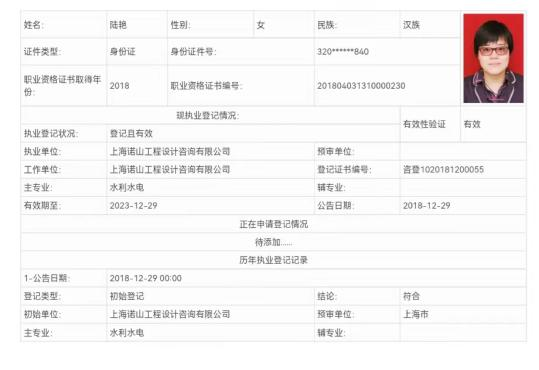 姓名: 陆艳 性别: 女 民族: 汉族
证件类型: 身份证 身份证件号: 320******840
职业资格证书取得年份: 2018 职业资格证书编号: 201804031310000230
现执业登记情况: 有效性验证 有效
执业登记状况: 登记且有效
执业单位: 上海诺山工程设计咨询有限公司 预审单位:
工作单位: 上海诺山工程设计咨询有限公司 登记证书编号: 咨登1020181200055
主专业: 水利水电 辅专业:
有效期至: 2023-12-29 公告日期: 2018-12-29
正在申请登记情况
待添加......
历年执业登记记录
1-公告日期: 2018-12-29 00:00
登记类型: 初始登记 结论: 符合
初始单位: 上海诺山工程设计咨询有限公司 预审单位: 上海市
主专业: 水利水电 辅专业: